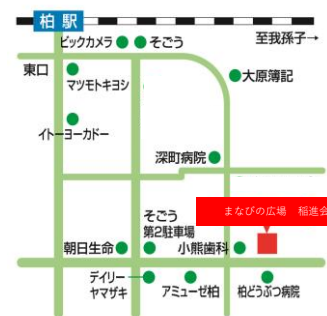 柏 駅
ビックカメラ
そごう
至我孫子→
東口
マツモトキヨシ
大原簿記
イトーヨーカドー
深町病院
まなびの広場 稲進会
そごう
第2駐車場
朝日生命
小熊歯科
デイリー
ヤマザキ
アミューゼ柏
柏どうぶつ病院